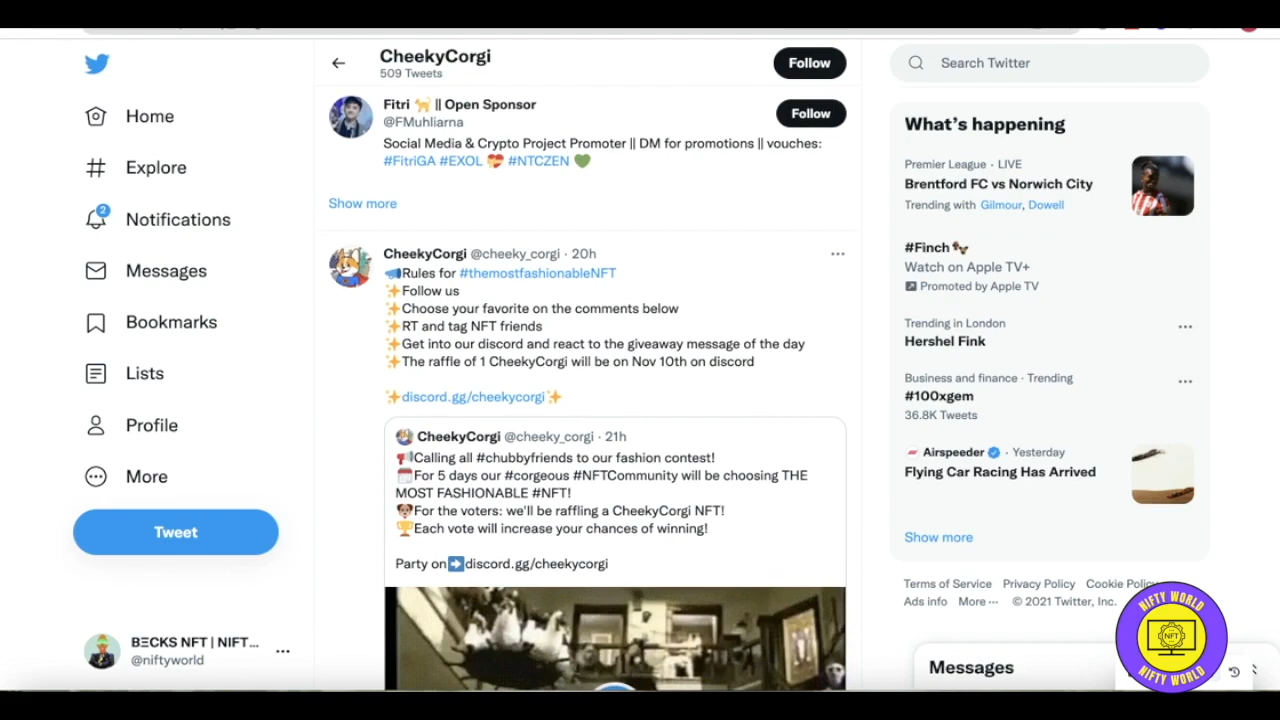 CheekyCorgi
509 Tweets
Follow
Search Twitter
Home
Explore
2
Notifications
Messages
Bookmarks
Lists
Profile
More
Tweet
BΞCKS NFT | NIFT...
@niftyworld
Fitri 🐈 || Open Sponsor
@FMuhliarna
Follow
Social Media & Crypto Project Promoter || DM for promotions || vouches:
#FitriGA #EXOL 💝 #NTCZEN 💚
Show more
CheekyCorgi @cheeky_corgi · 20h
📣Rules for #themostfashionableNFT
✨Follow us
✨Choose your favorite on the comments below
✨RT and tag NFT friends
✨Get into our discord and react to the giveaway message of the day
✨The raffle of 1 CheekyCorgi will be on Nov 10th on discord
✨discord.gg/cheekycorgi✨
CheekyCorgi @cheeky_corgi · 21h
📢Calling all #chubbyfriends to our fashion contest!
🗓For 5 days our #corgeous #NFTCommunity will be choosing THE
MOST FASHIONABLE #NFT!
🐶For the voters: we'll be raffling a CheekyCorgi NFT!
🏆Each vote will increase your chances of winning!
Party on➡discord.gg/cheekycorgi
What's happening
Premier League · LIVE
Brentford FC vs Norwich City
Trending with Gilmour, Dowell
#Finch
Watch on Apple TV+
Promoted by Apple TV
Trending in London
Hershel Fink
Business and finance · Trending
#100xgem
36.8K Tweets
Airspeeder · Yesterday
Flying Car Racing Has Arrived
Show more
Terms of Service Privacy Policy Cookie Policy
Ads info More ··· © 2021 Twitter, Inc.
Messages
NIFTY WORLD
NFT
NIFTY WORLD